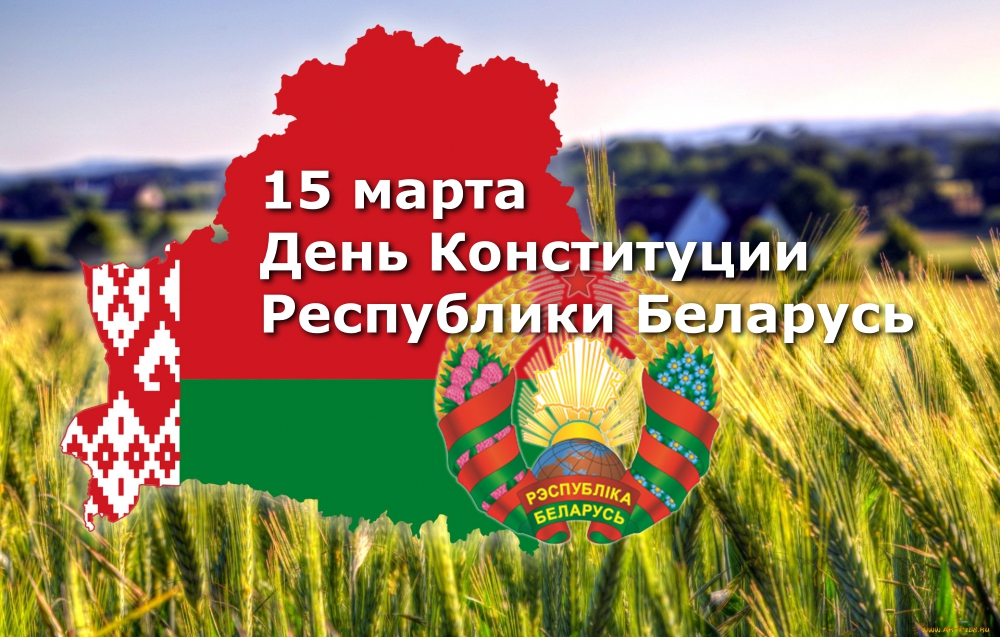 15 марта
День Конституции
Республики Беларусь
РЭСПУБЛІКА
БЕЛАРУСЬ